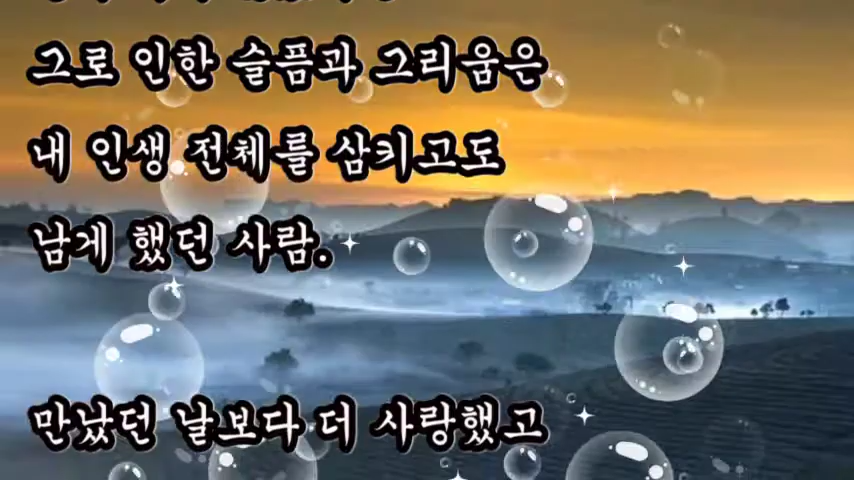 그로 인한 슬픔과 그리움은
내 인생 전체를 삼키고도
남게 했던 사람.
만났던 날보다 더 사랑했고